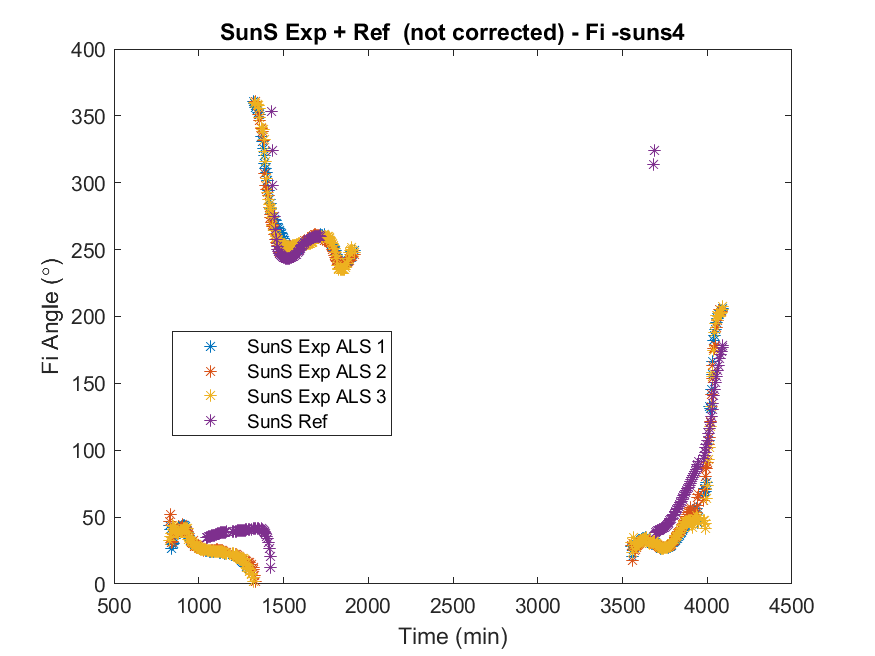 SunS Exp + Ref  (not corrected) - Fi -suns4
400
350
300
250
200
150
100
50
0
Fi Angle (°)
SunS Exp ALS 1
SunS Exp ALS 2
SunS Exp ALS 3
SunS Ref
500 1000 1500 2000 2500 3000 3500 4000 4500
Time (min)